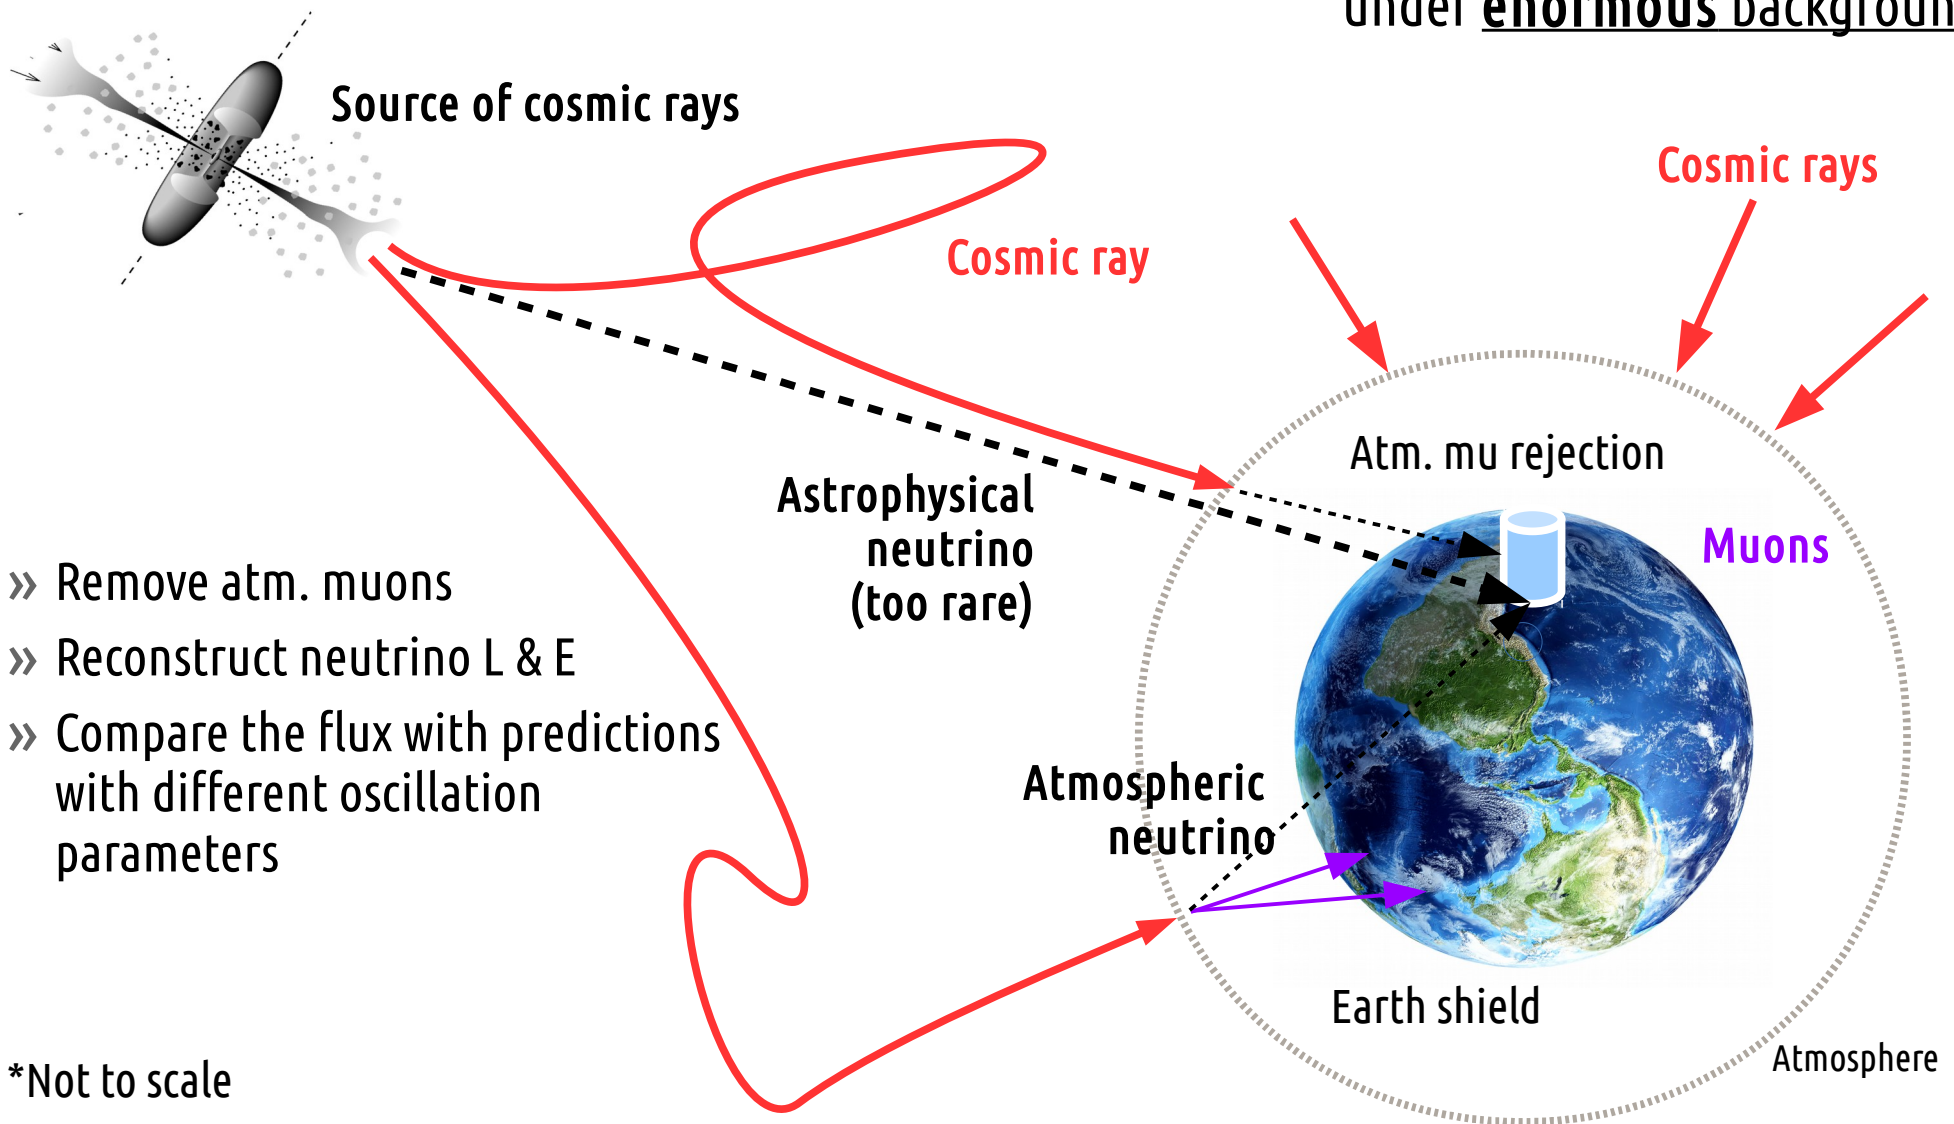 under enormous
Source of cosmic rays
Cosmic rays
Cosmic ray
Atm. mu rejection
Astrophysical
neutrino
(too rare)
Muons
» Remove atm. muons
» Reconstruct neutrino L & E
» Compare the flux with predictions
with different oscillation
parameters
Atmospheric
neutrino
Earth shield
Atmosphere
*Not to scale